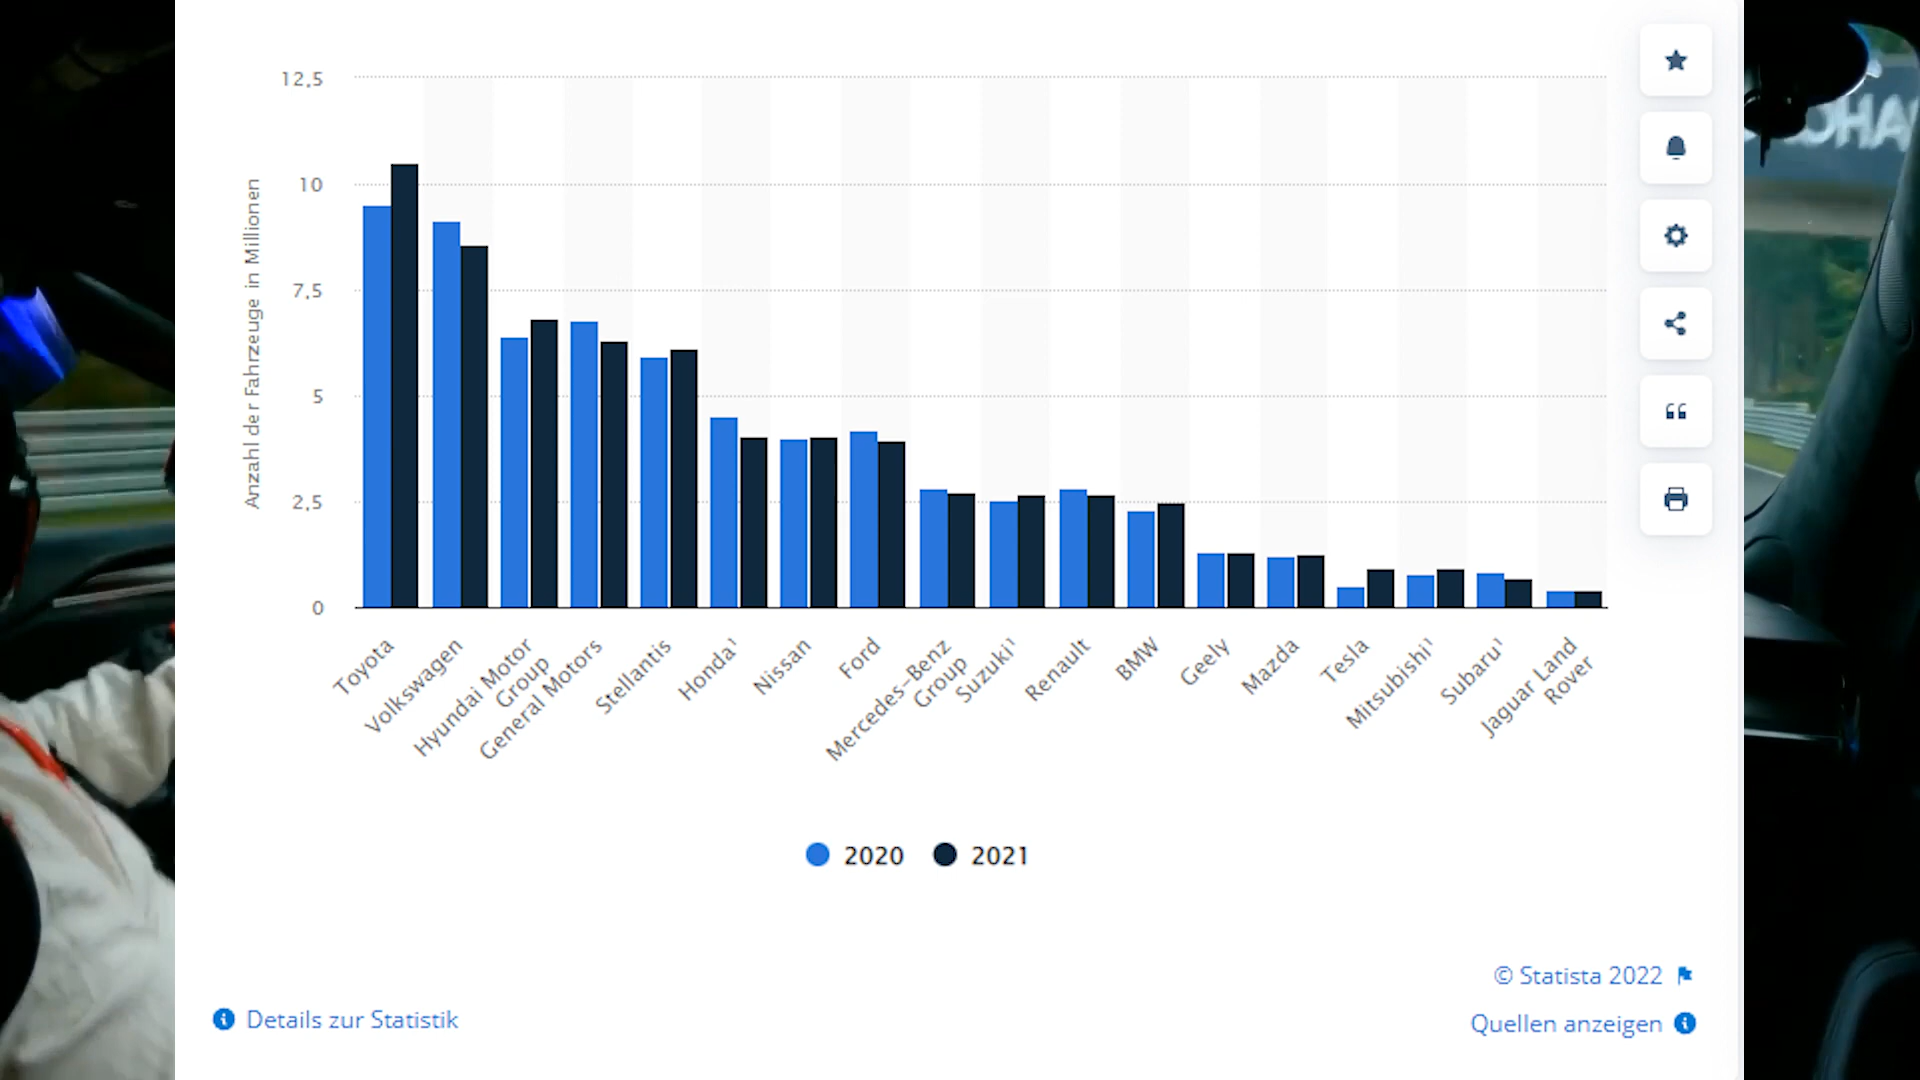 12,5
10
7,5
5
2,5
0
Anzahl der Fahrzeuge in Millionen
Toyota
Volkswagen
Hyundai Motor
Group
General Motors
Stellantis
Honda¹
Nissan
Ford
Mercedes-Benz
Group
Suzuki¹
Renault
BMW
Geely
Mazda
Tesla
Mitsubishi¹
Subaru¹
Jaguar Land
Rover
2020
2021
© Statista 2022
Details zur Statistik
Quellen anzeigen